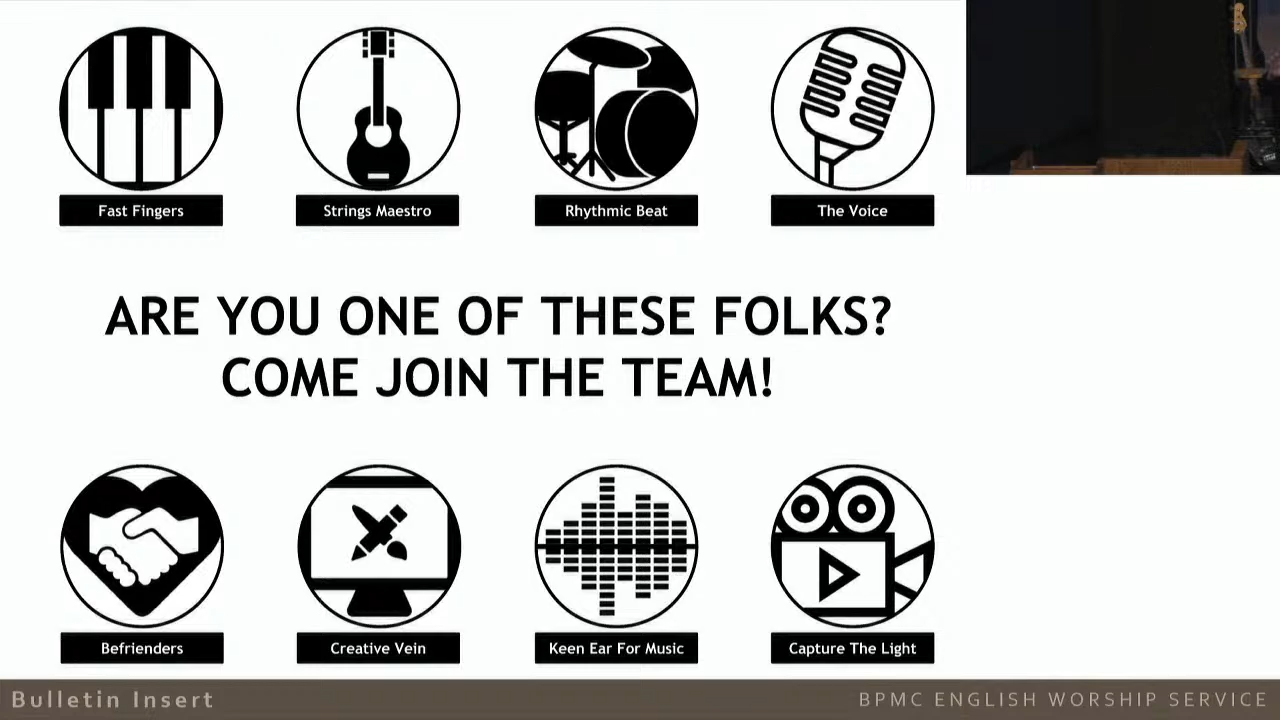 Fast Fingers
Strings Maestro
Rhythmic Beat
The Voice
ARE YOU ONE OF THESE FOLKS?
COME JOIN THE TEAM!
Befrienders
Creative Vein
Keen Ear For Music
Capture The Light
Bulletin Insert
BPMC ENGLISH WORSHIP SERVICE